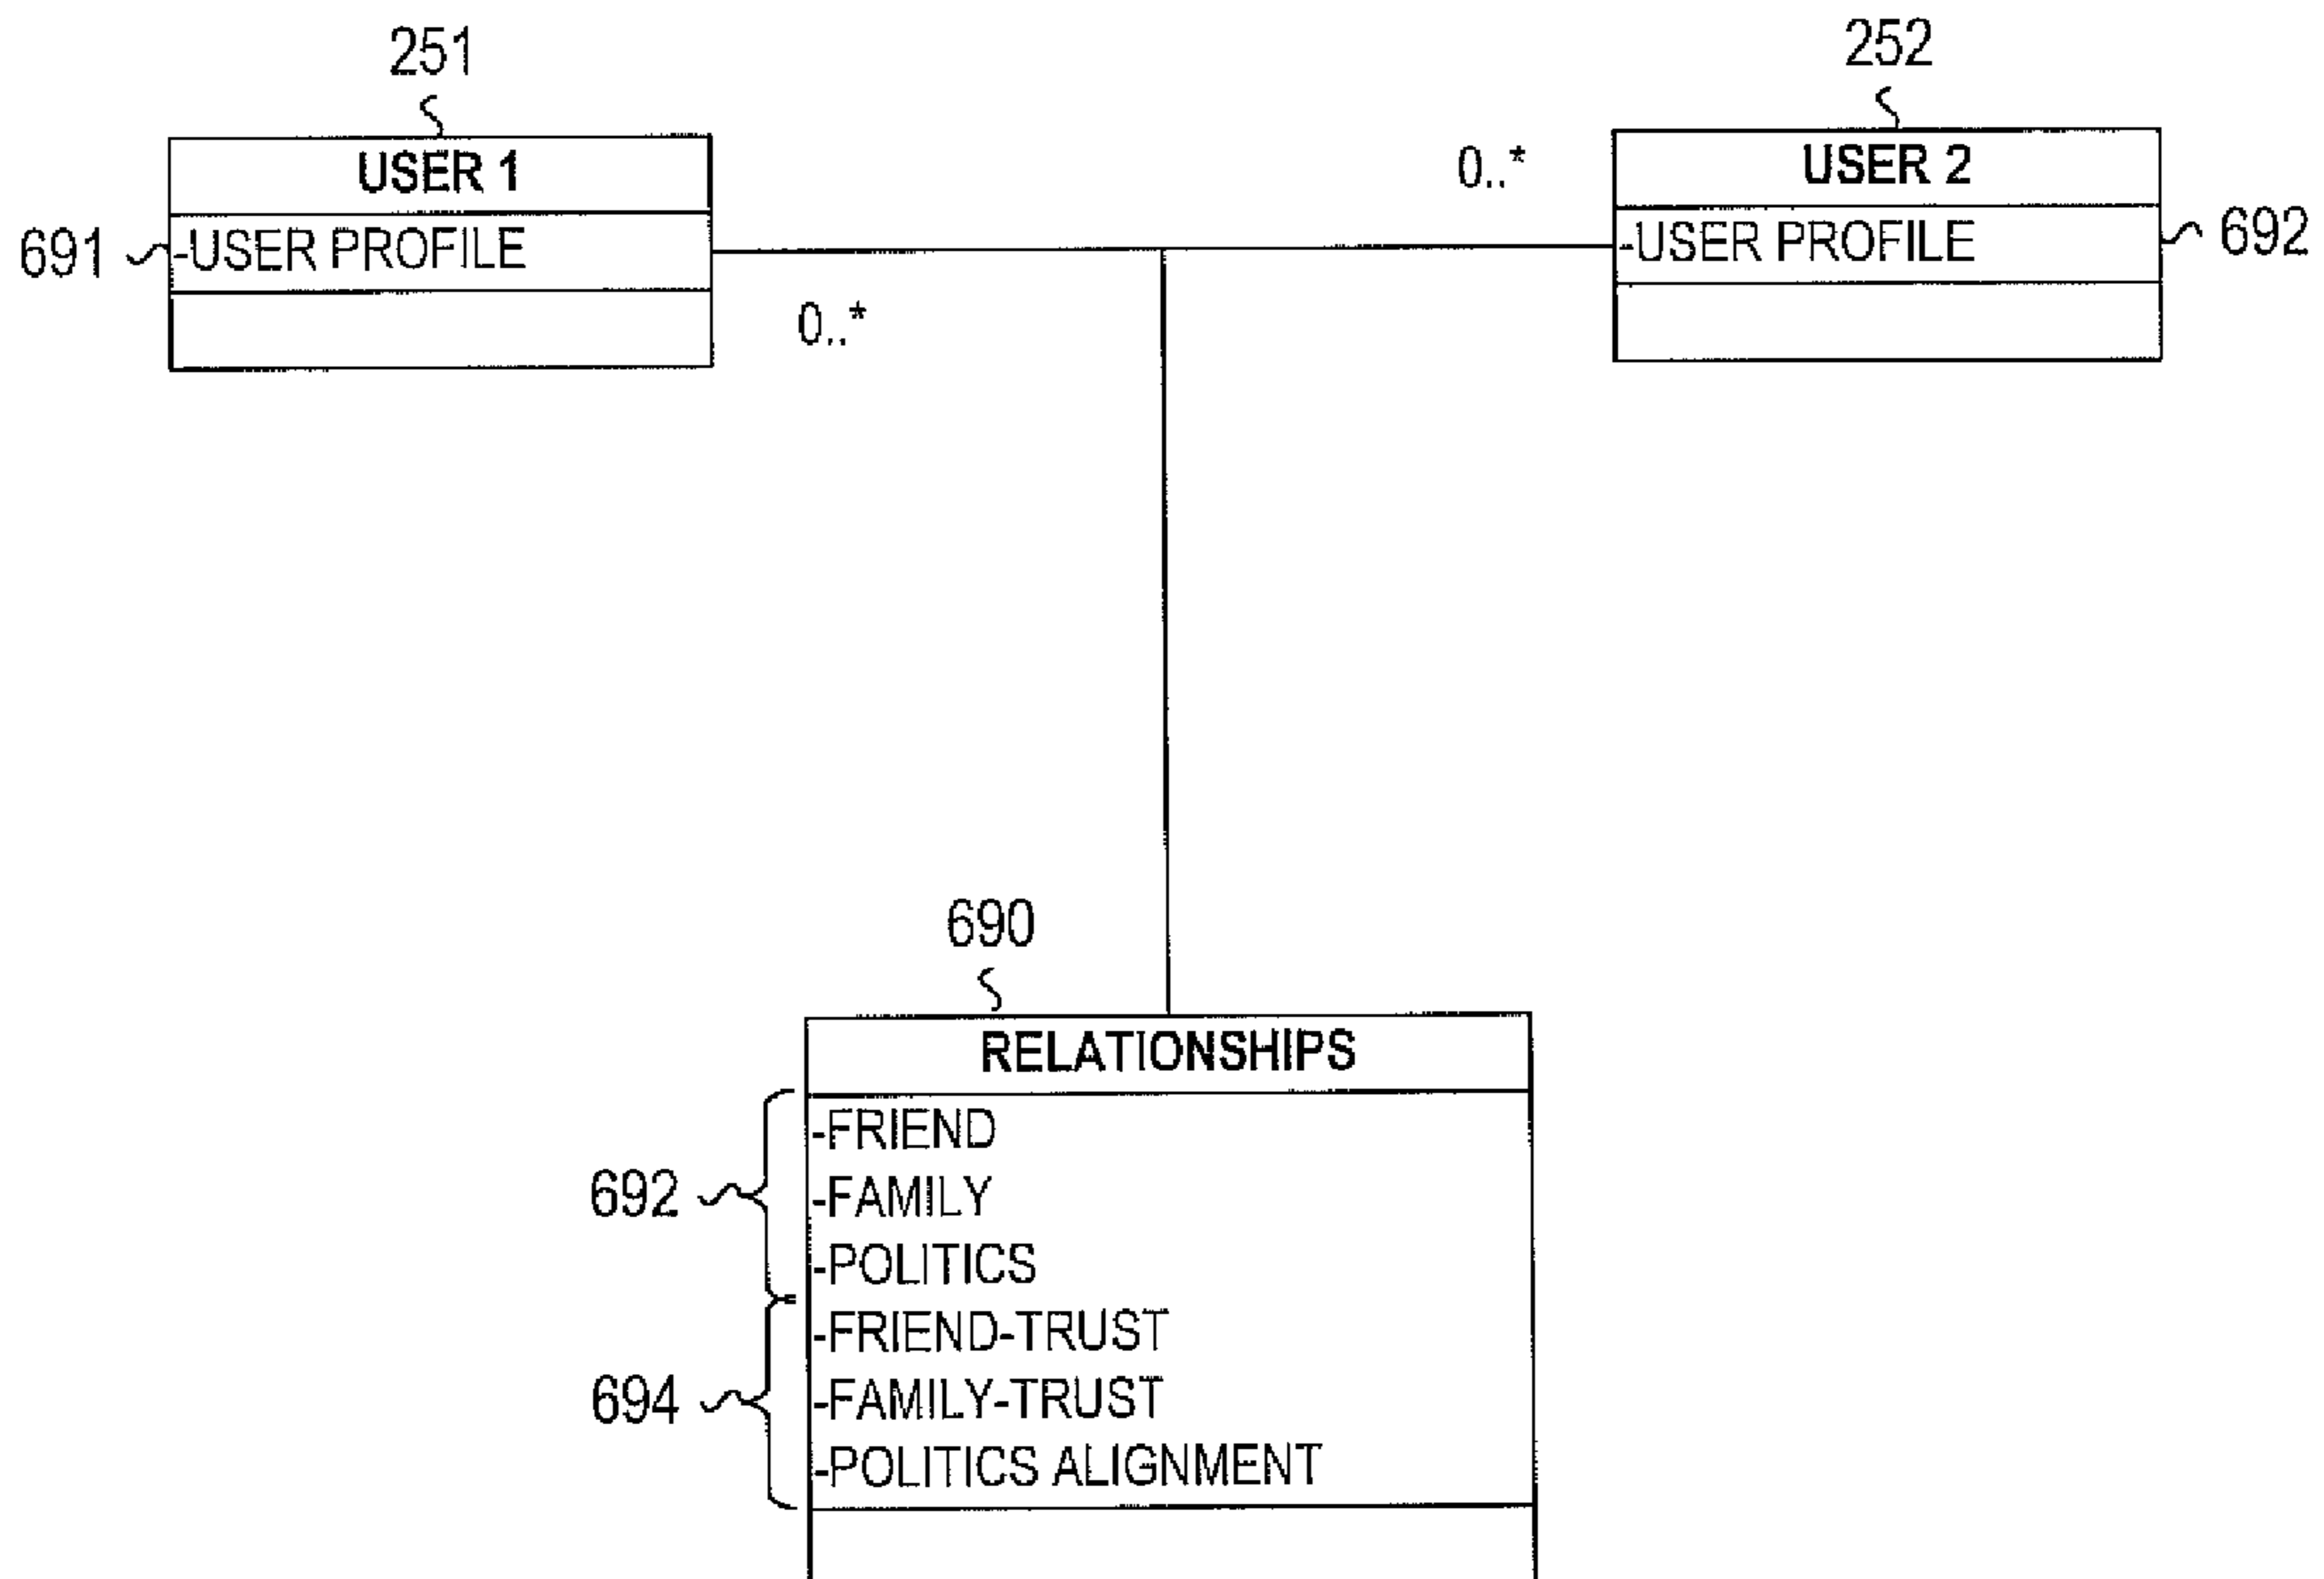 251
252
USER 1
0..*
USER 2
691
-USER PROFILE
-USER PROFILE
692
0..*
690
RELATIONSHIPS
-FRIEND
692
-FAMILY
-POLITICS
-FRIEND-TRUST
694
-FAMILY-TRUST
-POLITICS ALIGNMENT